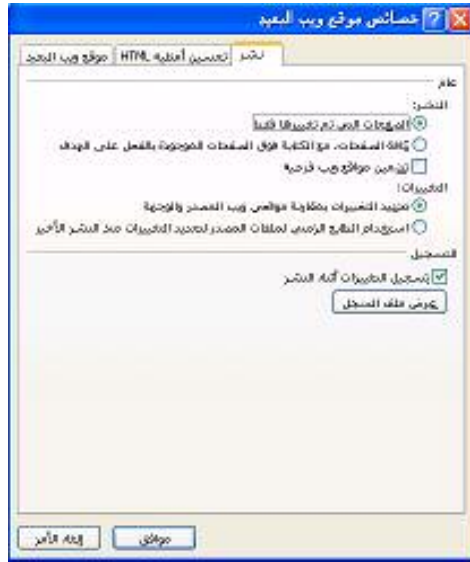 خصائص موقع ويب البعيد
موقع ويب البعيد تحسين أمثلية HTML نشر
عام
النشر:
الصفحات التي تم تغييرها فقط
كافة الصفحات، مع الكتابة فوق الصفحات الموجودة بالفعل على الهدف
تضمين مواقع ويب فرعية
التغييرات:
تحديد التغييرات بمقارنة مواقعي ويب المصدر والوجهة
استخدام الطابع الزمني لملفات المصدر لتحديد التغييرات منذ النشر الأخير
التسجيل
تسجيل التغييرات أثناء النشر
عرض ملف السجل
موافق إلغاء الأمر